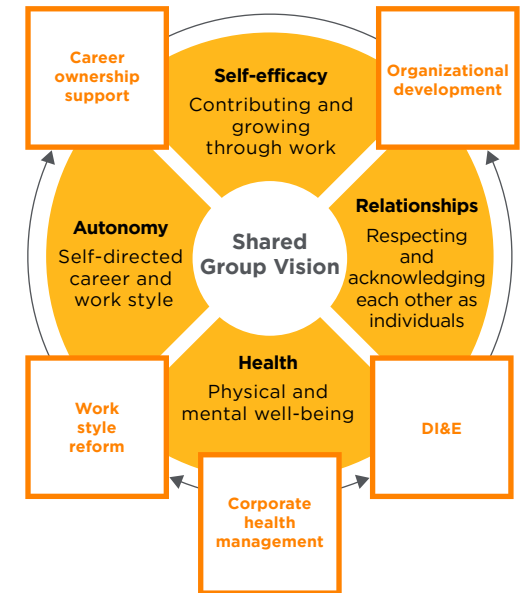 Career
ownership
support
Self-efficacy
Contributing and
growing
through work
Organizational
development
Autonomy
Self-directed
career and
work style
Shared
Group Vision
Relationships
Respecting
and
acknowledging
each other as
individuals
Health
Physical and
mental well-being
Work
style
reform
DI&E
Corporate
health
management